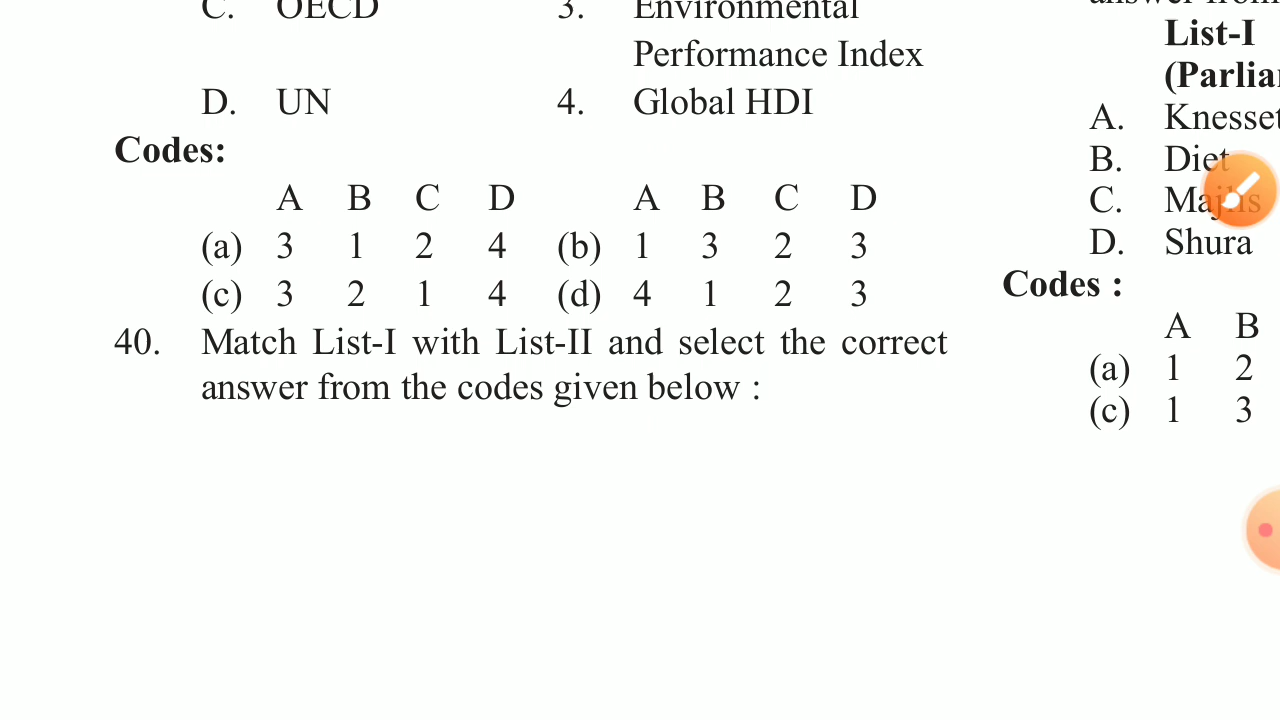 C. OECD 3. Environmental
Performance Index
D. UN 4. Global HDI
Codes:
A B C D A B C D
(a) 3 1 2 4 (b) 1 3 2 3
(c) 3 2 1 4 (d) 4 1 2 3
40. Match List-I with List-II and select the correct
answer from the codes given below :
List-I
A. Knesset
B. Diet
C. Majlis
D. Shura
Codes :
A B
(a) 1 2
(c) 1 3